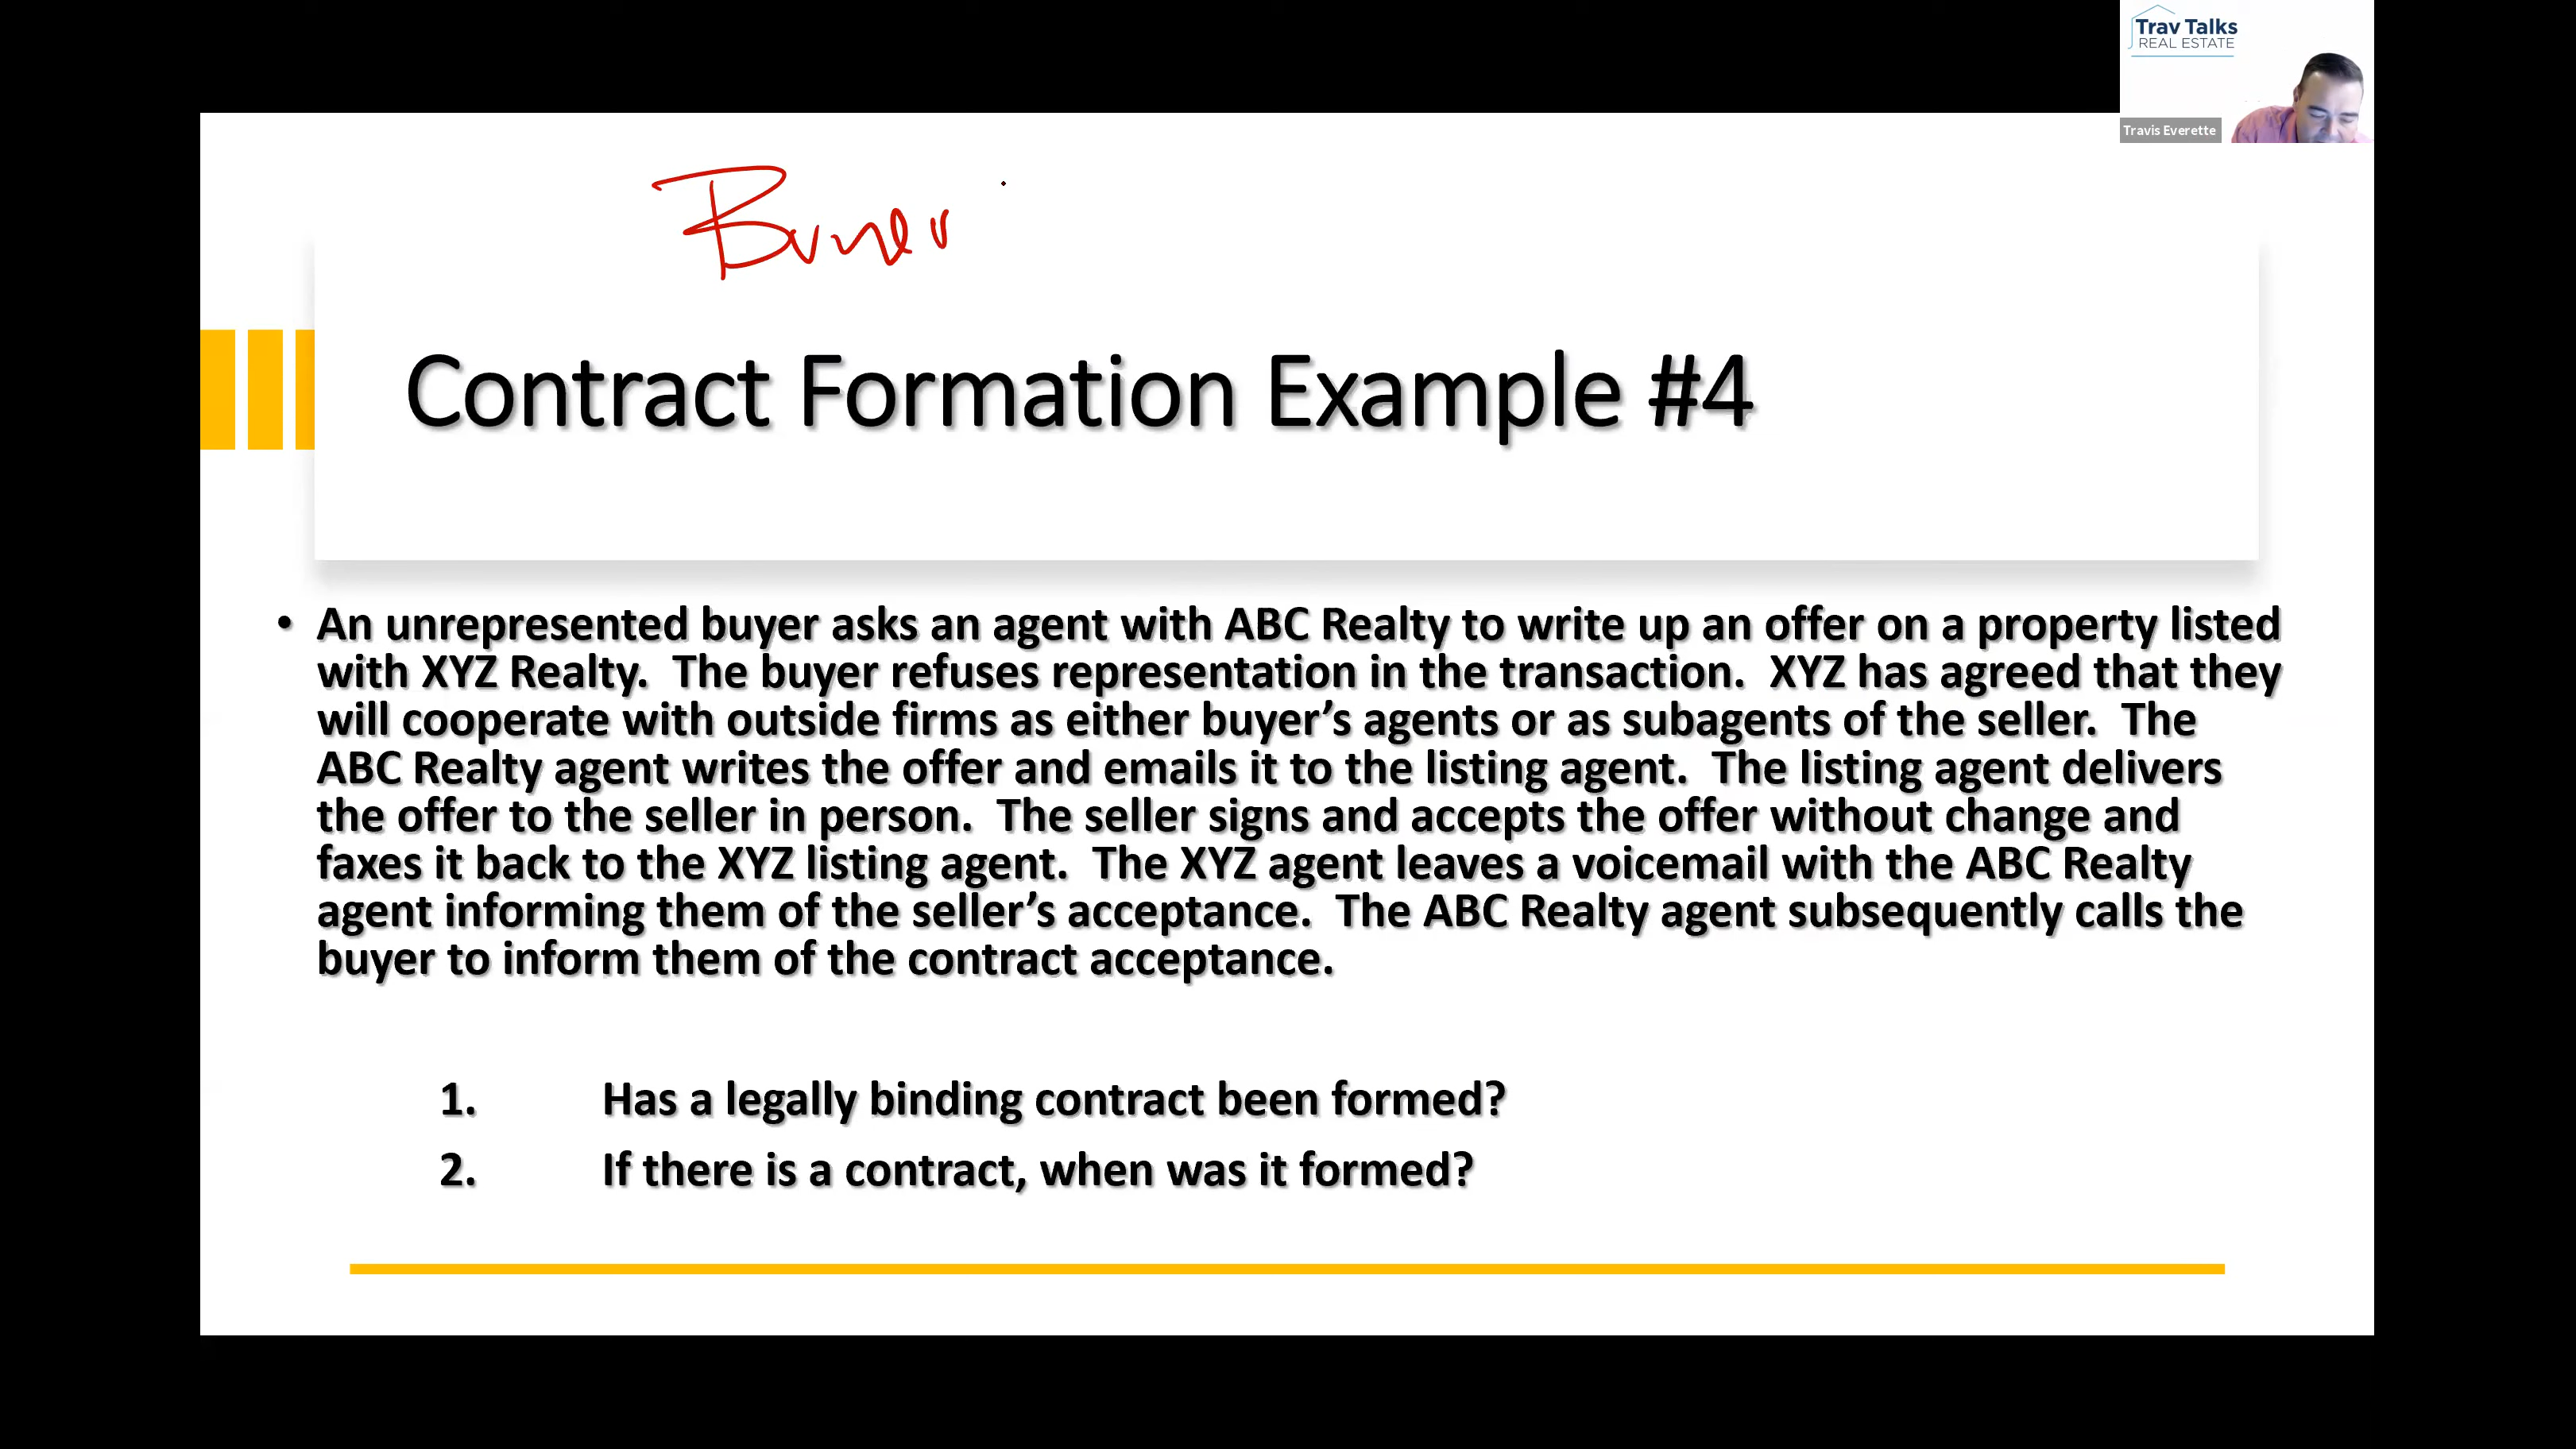 Trav Talks
REAL ESTATE
Travis Everette
Contract Formation Example #4
• An unrepresented buyer asks an agent with ABC Realty to write up an offer on a property listed
with XYZ Realty. The buyer refuses representation in the transaction. XYZ has agreed that they
will cooperate with outside firms as either buyer’s agents or as subagents of the seller. The
ABC Realty agent writes the offer and emails it to the listing agent. The listing agent delivers
the offer to the seller in person. The seller signs and accepts the offer without change and
faxes it back to the XYZ listing agent. The XYZ agent leaves a voicemail with the ABC Realty
agent informing them of the seller’s acceptance. The ABC Realty agent subsequently calls the
buyer to inform them of the contract acceptance.
1. Has a legally binding contract been formed?
2. If there is a contract, when was it formed?